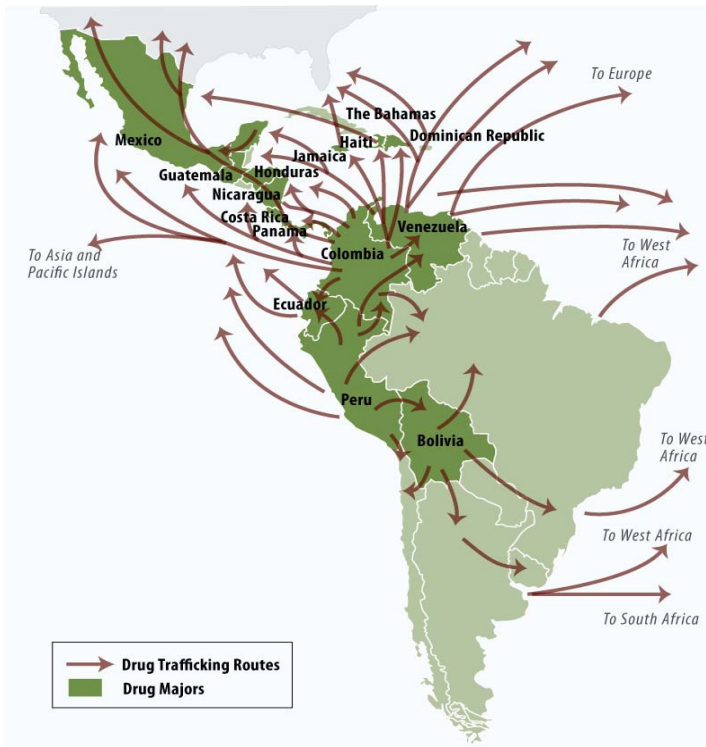 To Europe
The Bahamas
Mexico
Haiti
Dominican Republic
Jamaica
Guatemala
Honduras
Nicaragua
Costa Rica
Panama
Venezuela
Colombia
To Asia and
Pacific Islands
To West
Africa
Ecuador
Peru
Bolivia
To West
Africa
To West Africa
To South Africa
Drug Trafficking Routes
Drug Majors